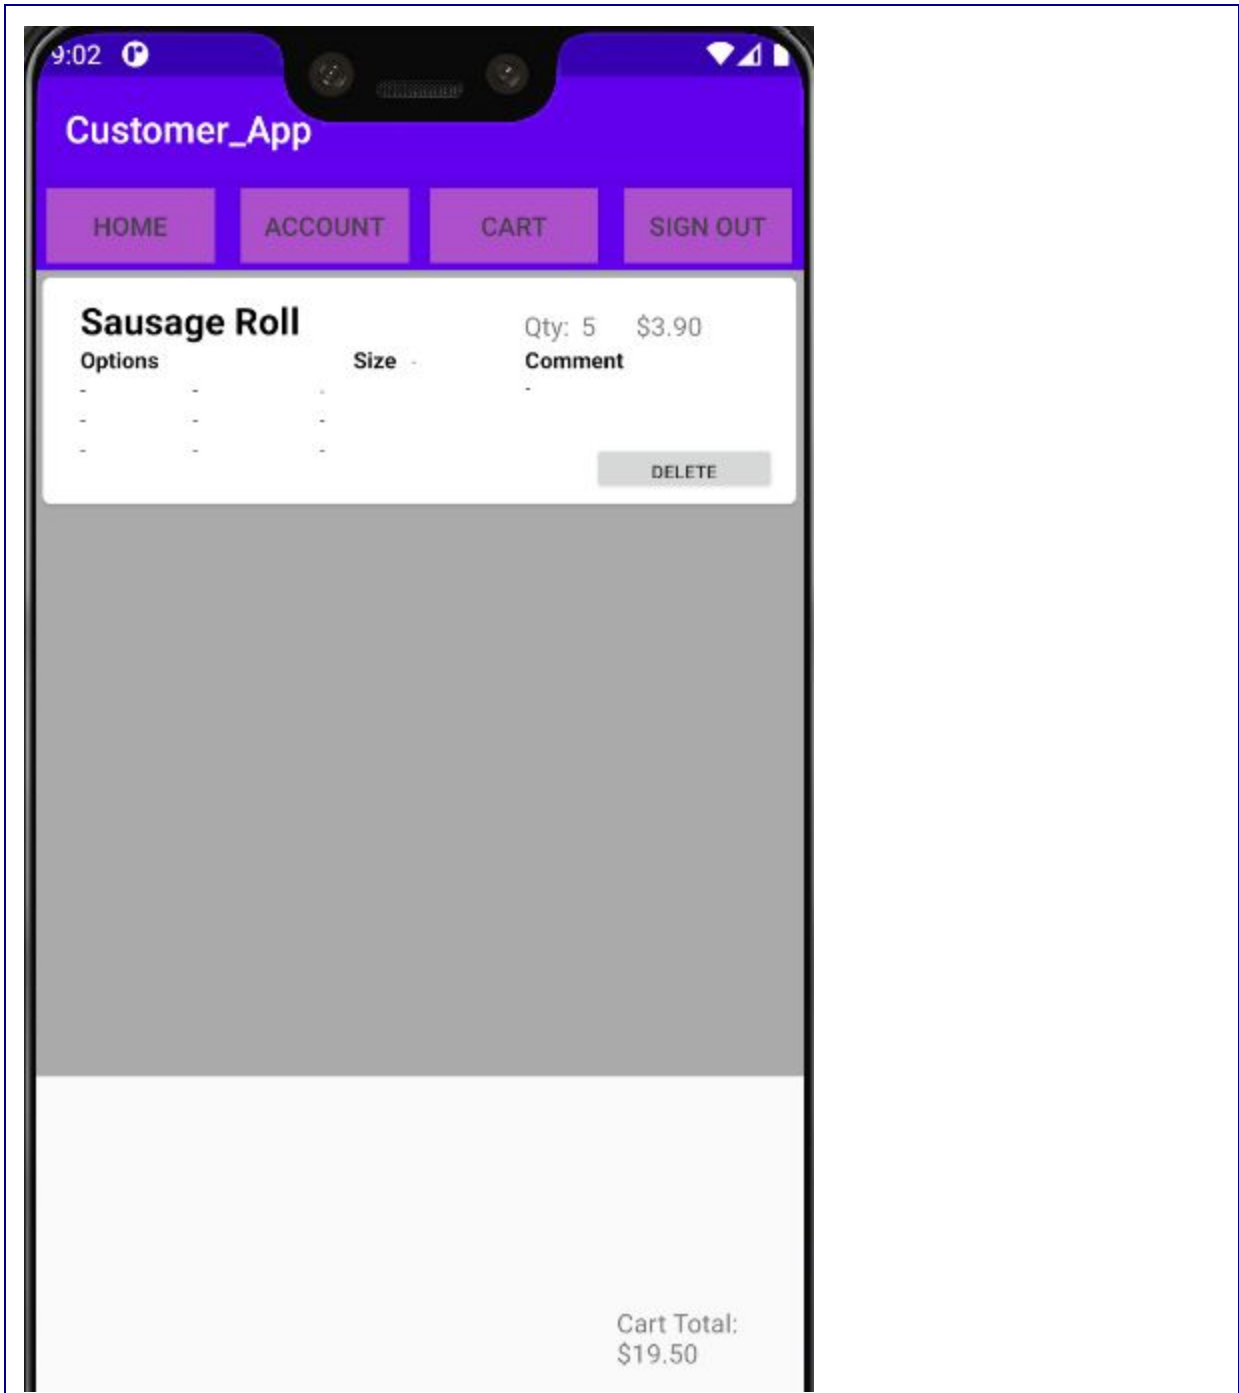 9:02
Customer_App
HOME ACCOUNT CART SIGN OUT
Sausage Roll Qty: 5 $3.90
Options Size - Comment
- - - -
- - -
- - -
DELETE
Cart Total:
$19.50